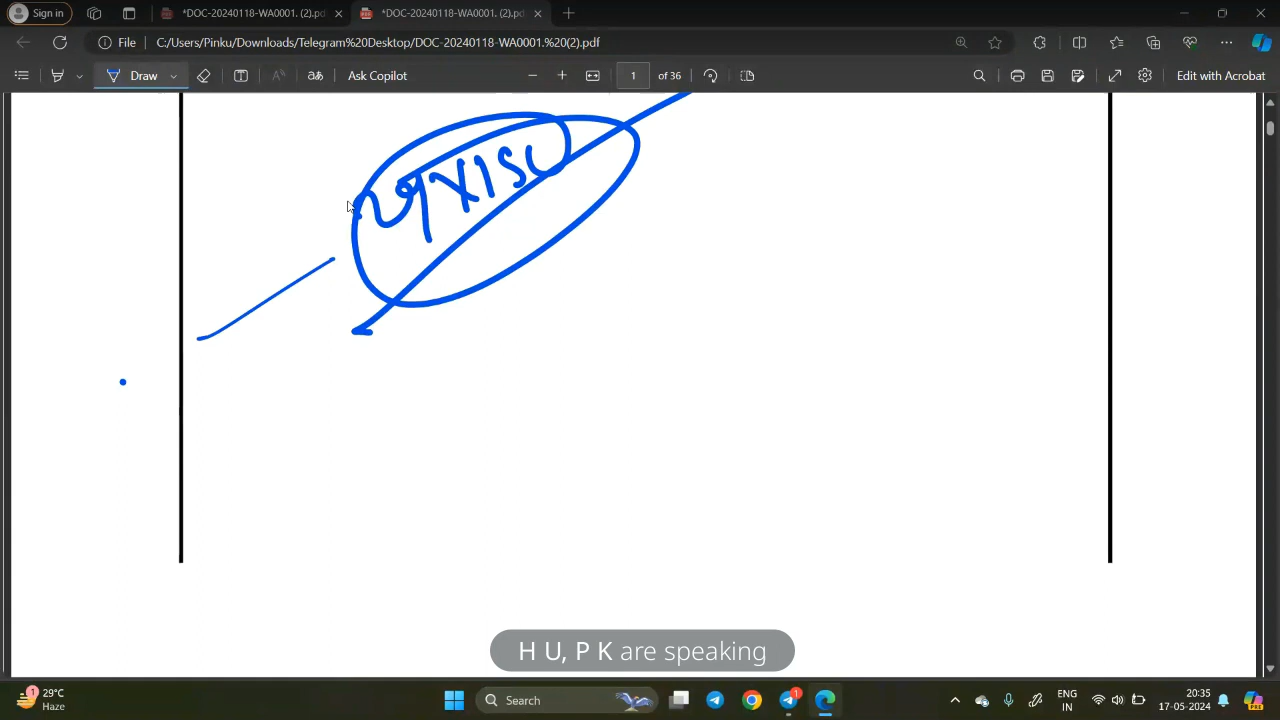 Sign in
*DOC-20240118-WA0001. (2).pd
*DOC-20240118-WA0001. (2).pd
File
C:/Users/Pinku/Downloads/Telegram%20Desktop/DOC-20240118-WA0001.%20(2).pdf
Draw
Ask Copilot
1 of 36
Edit with Acrobat
H U, P K are speaking
1
29°C
Haze
Search
1
ENG
IN
20:35
17-05-2024